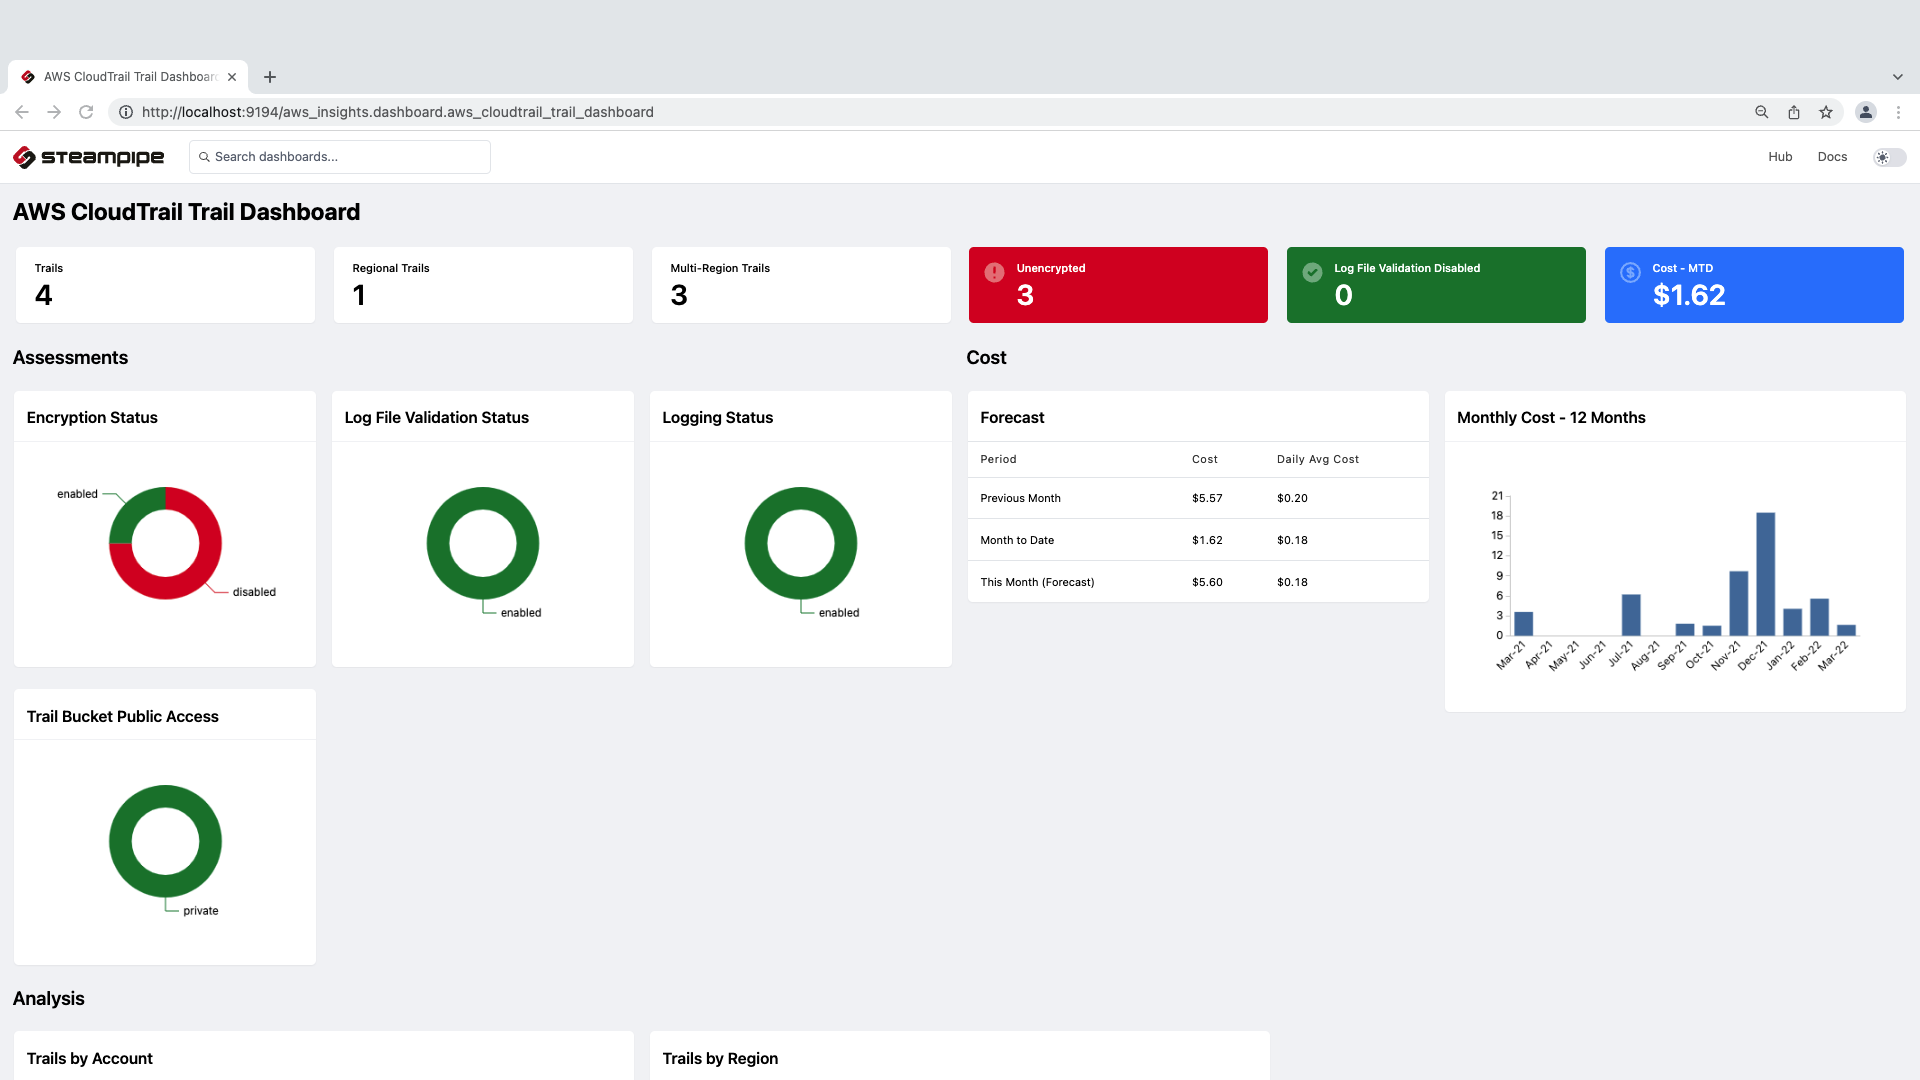 AWS CloudTrail Trail Dashboar
http://localhost:9194/aws_insights.dashboard.aws_cloudtrail_trail_dashboard
steampipe
Search dashboards...
Hub
Docs
AWS CloudTrail Trail Dashboard
Trails
4
Regional Trails
1
Multi-Region Trails
3
Unencrypted
3
Log File Validation Disabled
0
Cost - MTD
$1.62
Assessments
Encryption Status
enabled
disabled
Log File Validation Status
enabled
Logging Status
enabled
Trail Bucket Public Access
private
Cost
Forecast
Period Cost Daily Avg Cost
Previous Month $5.57 $0.20
Month to Date $1.62 $0.18
This Month (Forecast) $5.60 $0.18
Monthly Cost - 12 Months
21
18
15
12
9
6
3
0
Mar-21 Apr-21 May-21 Jun-21 Jul-21 Aug-21 Sep-21 Oct-21 Nov-21 Dec-21 Jan-22 Feb-22 Mar-22
Analysis
Trails by Account
Trails by Region